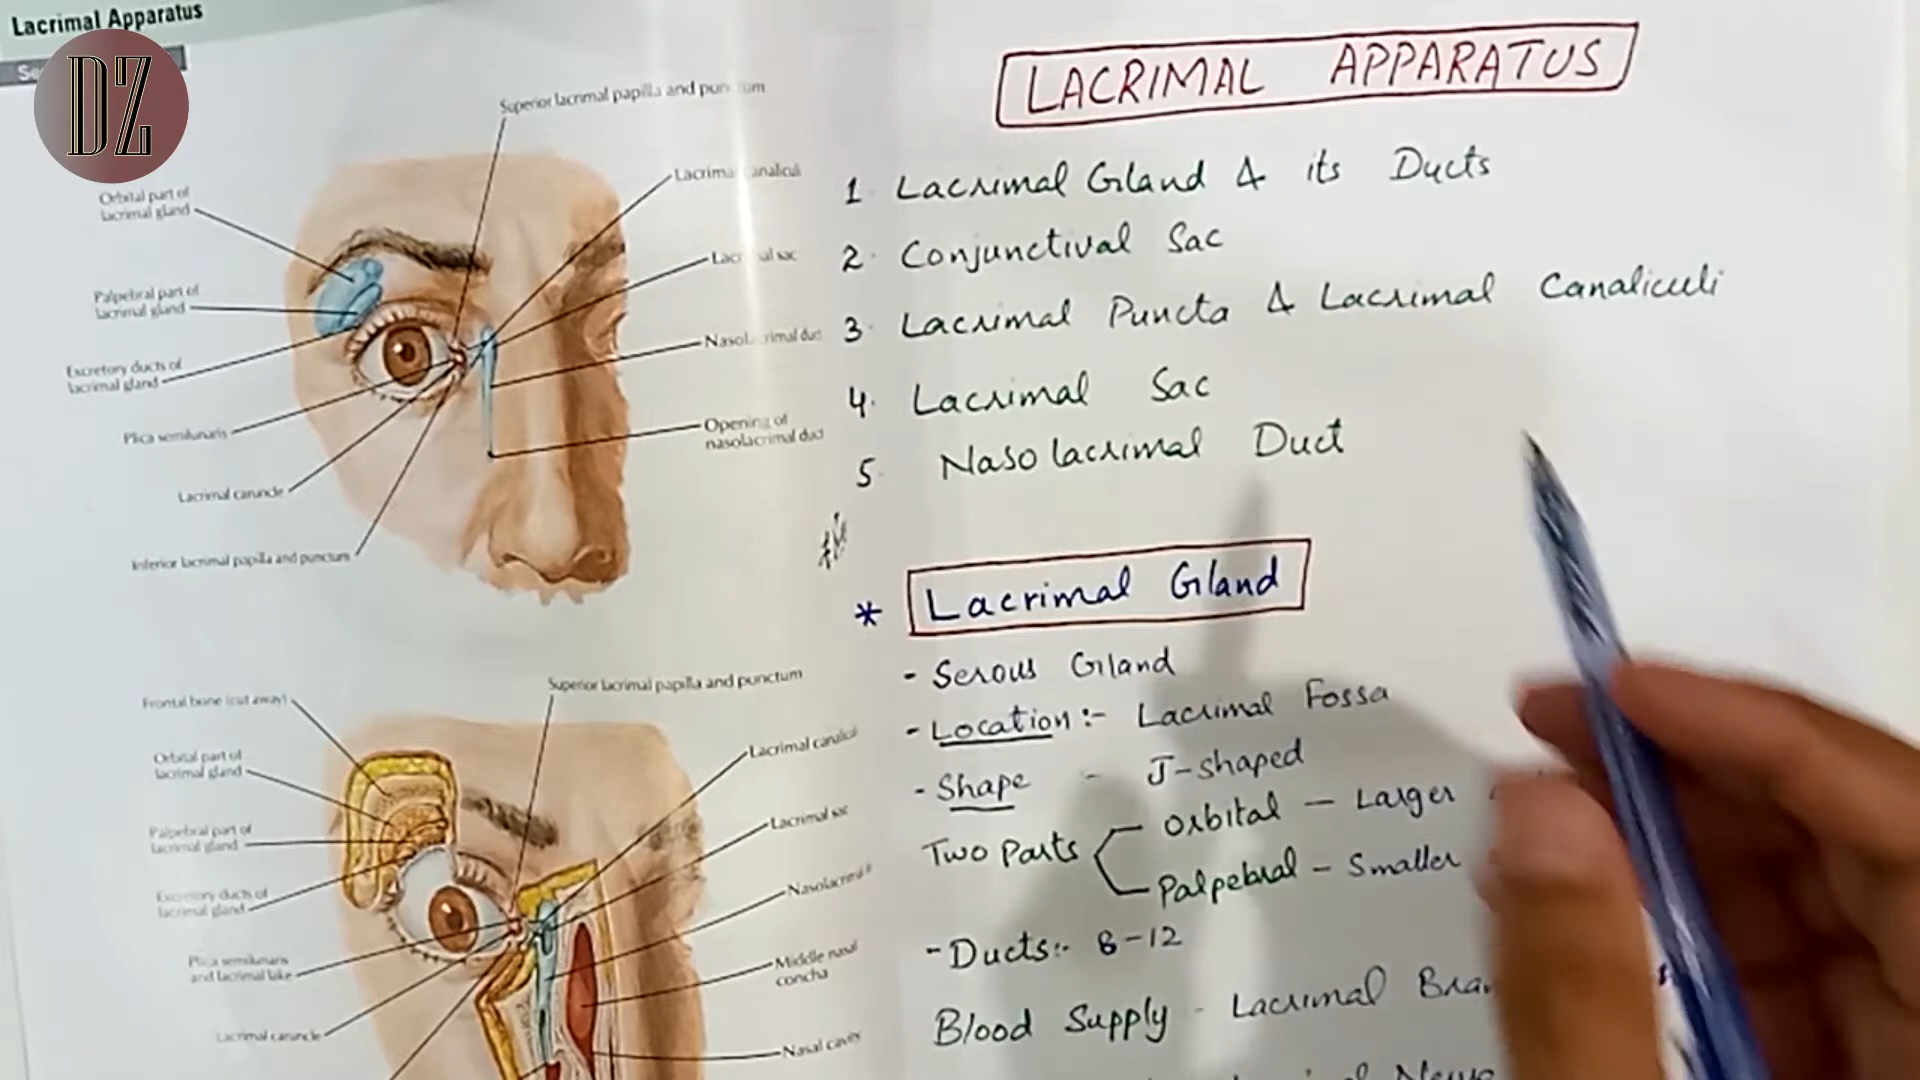 Lacrimal Apparatus
Se
DZ
Superior lacrimal papilla and punctum
Orbital part of
lacrimal gland
Lacrimal canaliculi
Lacrimal sac
Palpebral part of
lacrimal gland
Nasolacrimal duct
Excretory ducts of
lacrimal gland
Plica semilunaris
Opening of
nasolacrimal duct
Lacrimal caruncle
Inferior lacrimal papilla and punctum
Superior lacrimal papilla and punctum
Frontal bone (cut away)
Lacrimal canaliculi
Orbital part of
lacrimal gland
Lacrimal sac
Palpebral part of
lacrimal gland
Excretory ducts of
lacrimal gland
Plica semilunaris
and lacrimal lake
Middle nasal
concha
Lacrimal caruncle
Nasal cavity
LACRIMAL APPARATUS
1. Lacrimal Gland & its Ducts
2. Conjunctival Sac
3. Lacrimal Puncta & Lacrimal Canaliculi
4. Lacrimal Sac
5. Nasolacrimal Duct
* Lacrimal Gland
- Serous Gland
- Location :- Lacrimal Fossa
- Shape - J-shaped
Two Parts
Orbital - Larger
Palpebral - Smaller
- Ducts:- 8-12
Blood Supply - Lacrimal Bran